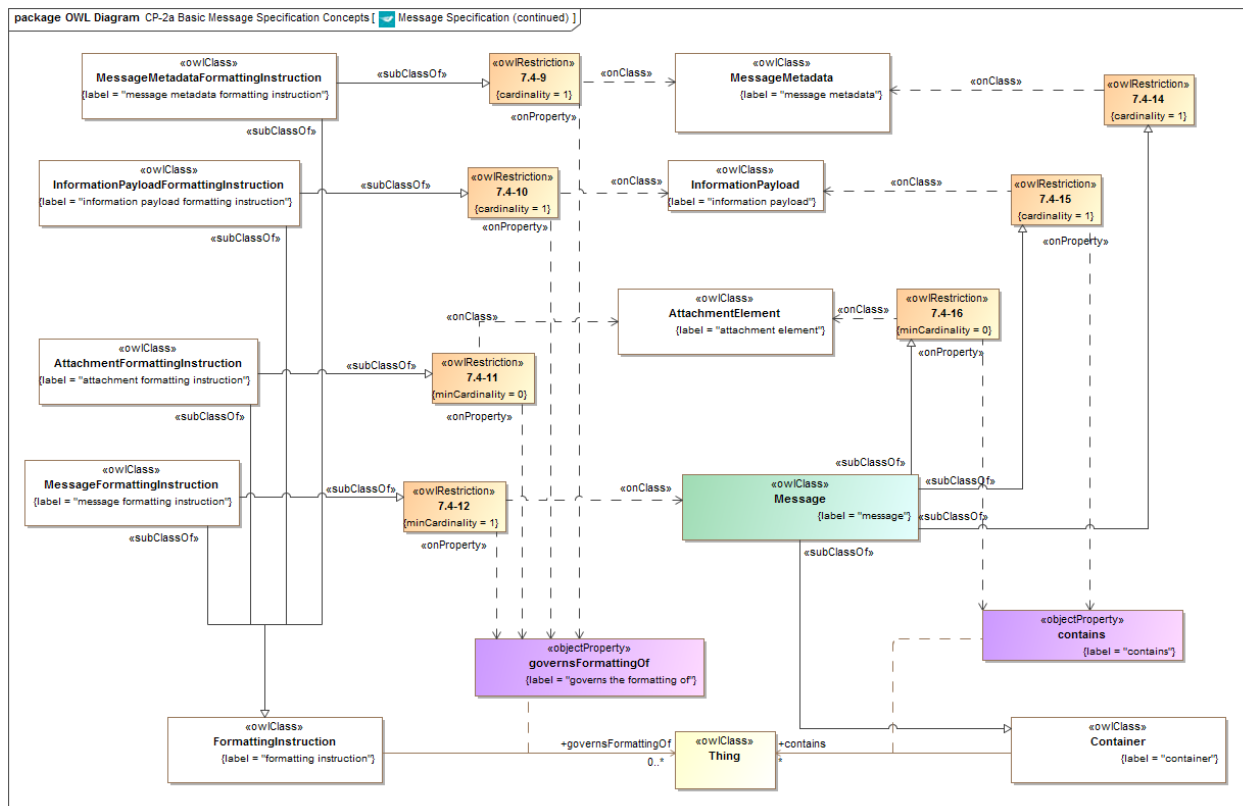 package OWL Diagram CP-2a Basic Message Specification Concepts [ Message Specification (continued) ]
«owlClass»
MessageMetadataFormattingInstruction
{label = "message metadata formatting instruction"}
«subClassOf»
«owlRestriction»
7.4-9
{cardinality = 1}
«onClass»
«owlClass»
MessageMetadata
{label = "message metadata"}
«onClass»
«owlRestriction»
7.4-14
{cardinality = 1}
«subClassOf»
«onProperty»
«owlClass»
InformationPayloadFormattingInstruction
{label = "information payload formatting instruction"}
«subClassOf»
«owlRestriction»
7.4-10
{cardinality = 1}
«onClass»
«owlClass»
InformationPayload
{label = "information payload"}
«onClass»
«owlRestriction»
7.4-15
{cardinality = 1}
«subClassOf»
«onProperty»
«onProperty»
«owlClass»
AttachmentElement
{label = "attachment element"}
«onClass»
«onClass»
«owlRestriction»
7.4-16
{minCardinality = 0}
«onProperty»
«owlClass»
AttachmentFormattingInstruction
{label = "attachment formatting instruction"}
«subClassOf»
«owlRestriction»
7.4-11
{minCardinality = 0}
«subClassOf»
«onProperty»
«owlClass»
MessageFormattingInstruction
{label = "message formatting instruction"}
«subClassOf»
«owlRestriction»
7.4-12
{minCardinality = 1}
«onClass»
«owlClass»
Message
{label = "message"}
«subClassOf»
«subClassOf»
«subClassOf»
«subClassOf»
«subClassOf»
«onProperty»
«objectProperty»
governsFormattingOf
{label = "governs the formatting of"}
«objectProperty»
contains
{label = "contains"}
«owlClass»
FormattingInstruction
{label = "formatting instruction"}
+governsFormattingOf
0..*
«owlClass»
Thing
+contains
*
«owlClass»
Container
{label = "container"}